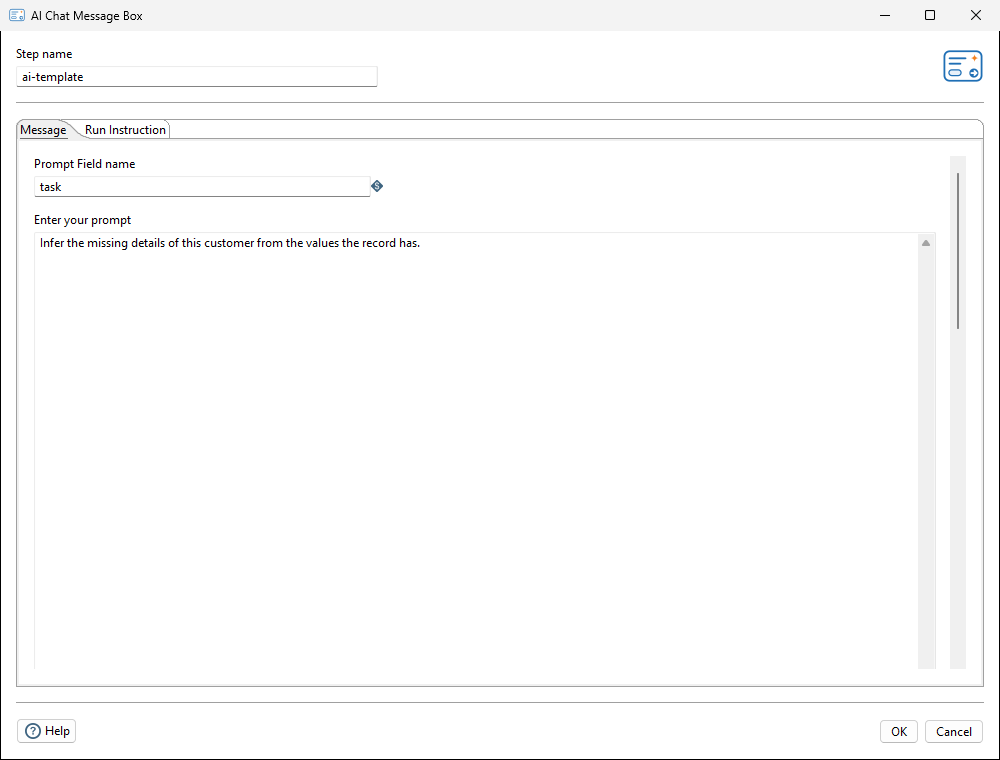 AI Chat Message Box
Step name
ai-template
Message
Run Instruction
Prompt Field name
task
Enter your prompt
Infer the missing details of this customer from the values the record has.
Help
OK
Cancel